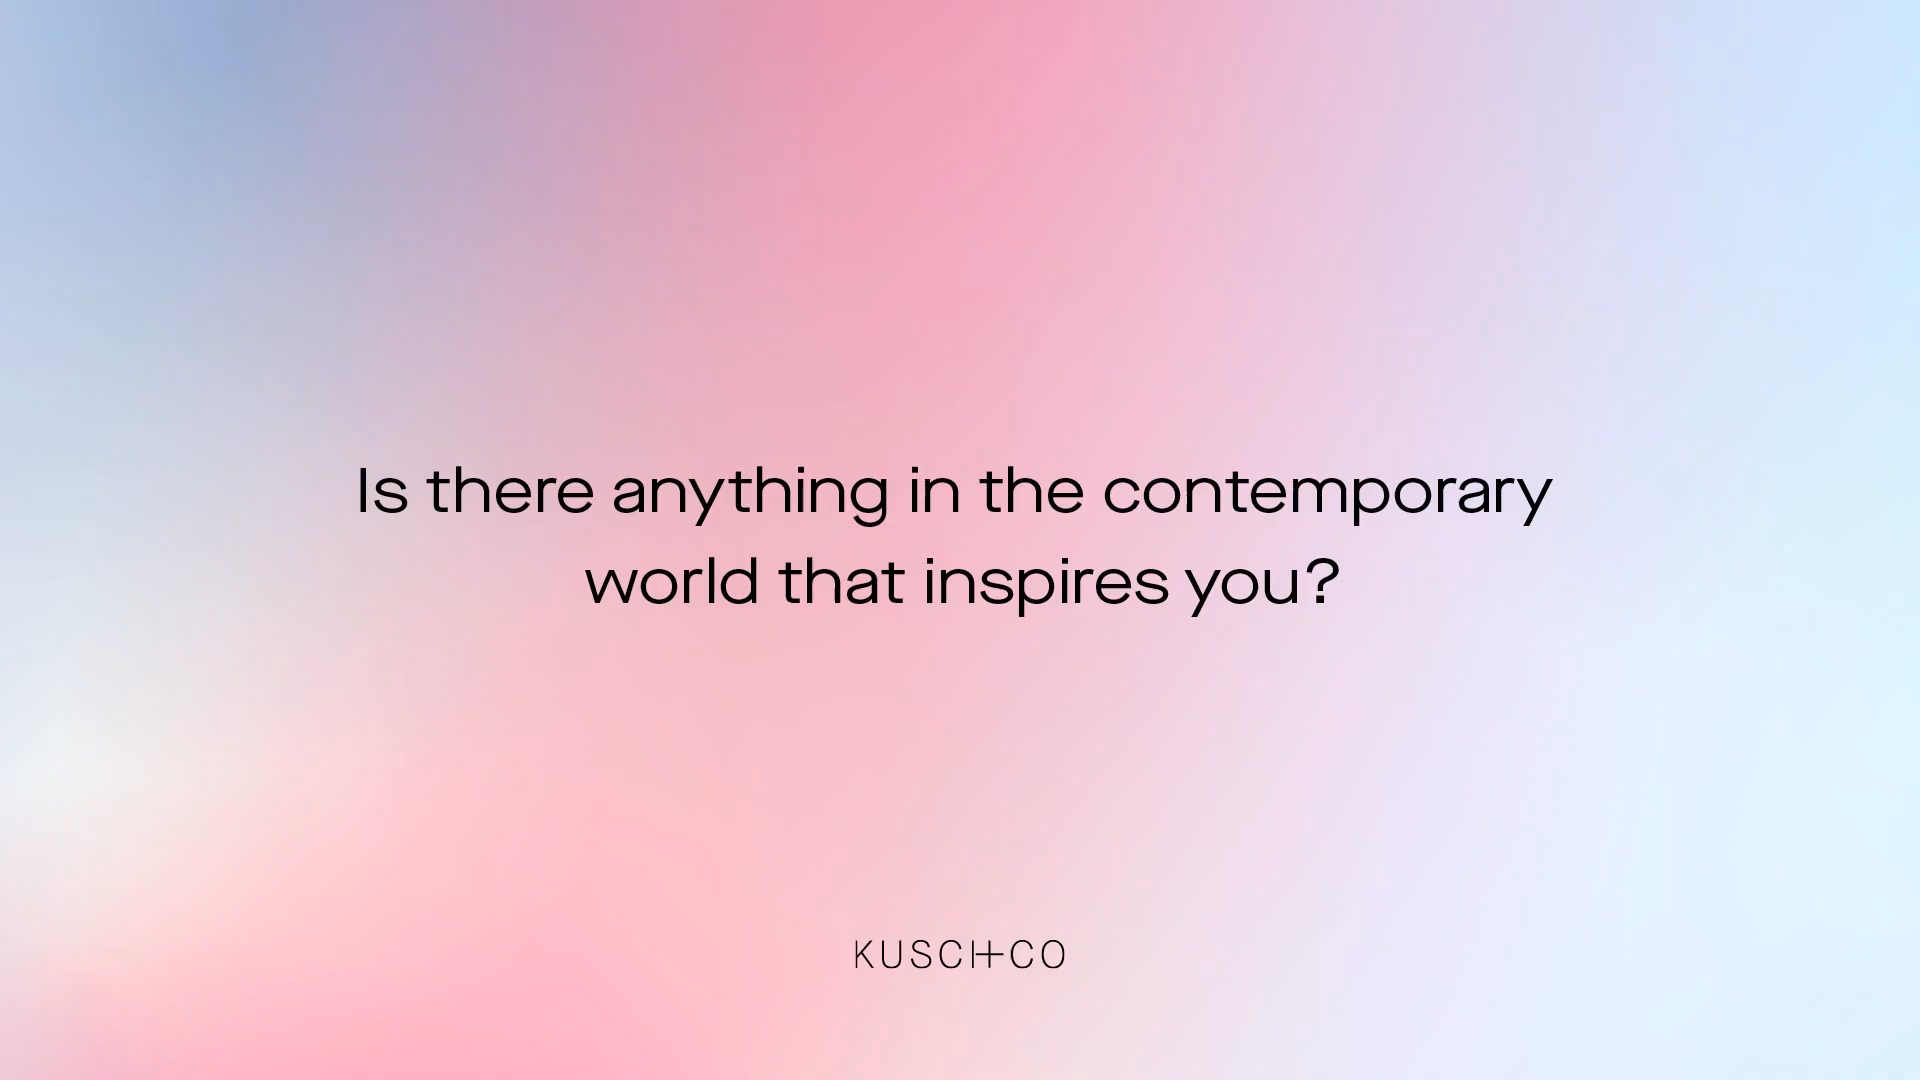 Is there anything in the contemporary
world that inspires you?
KUSCH+CO